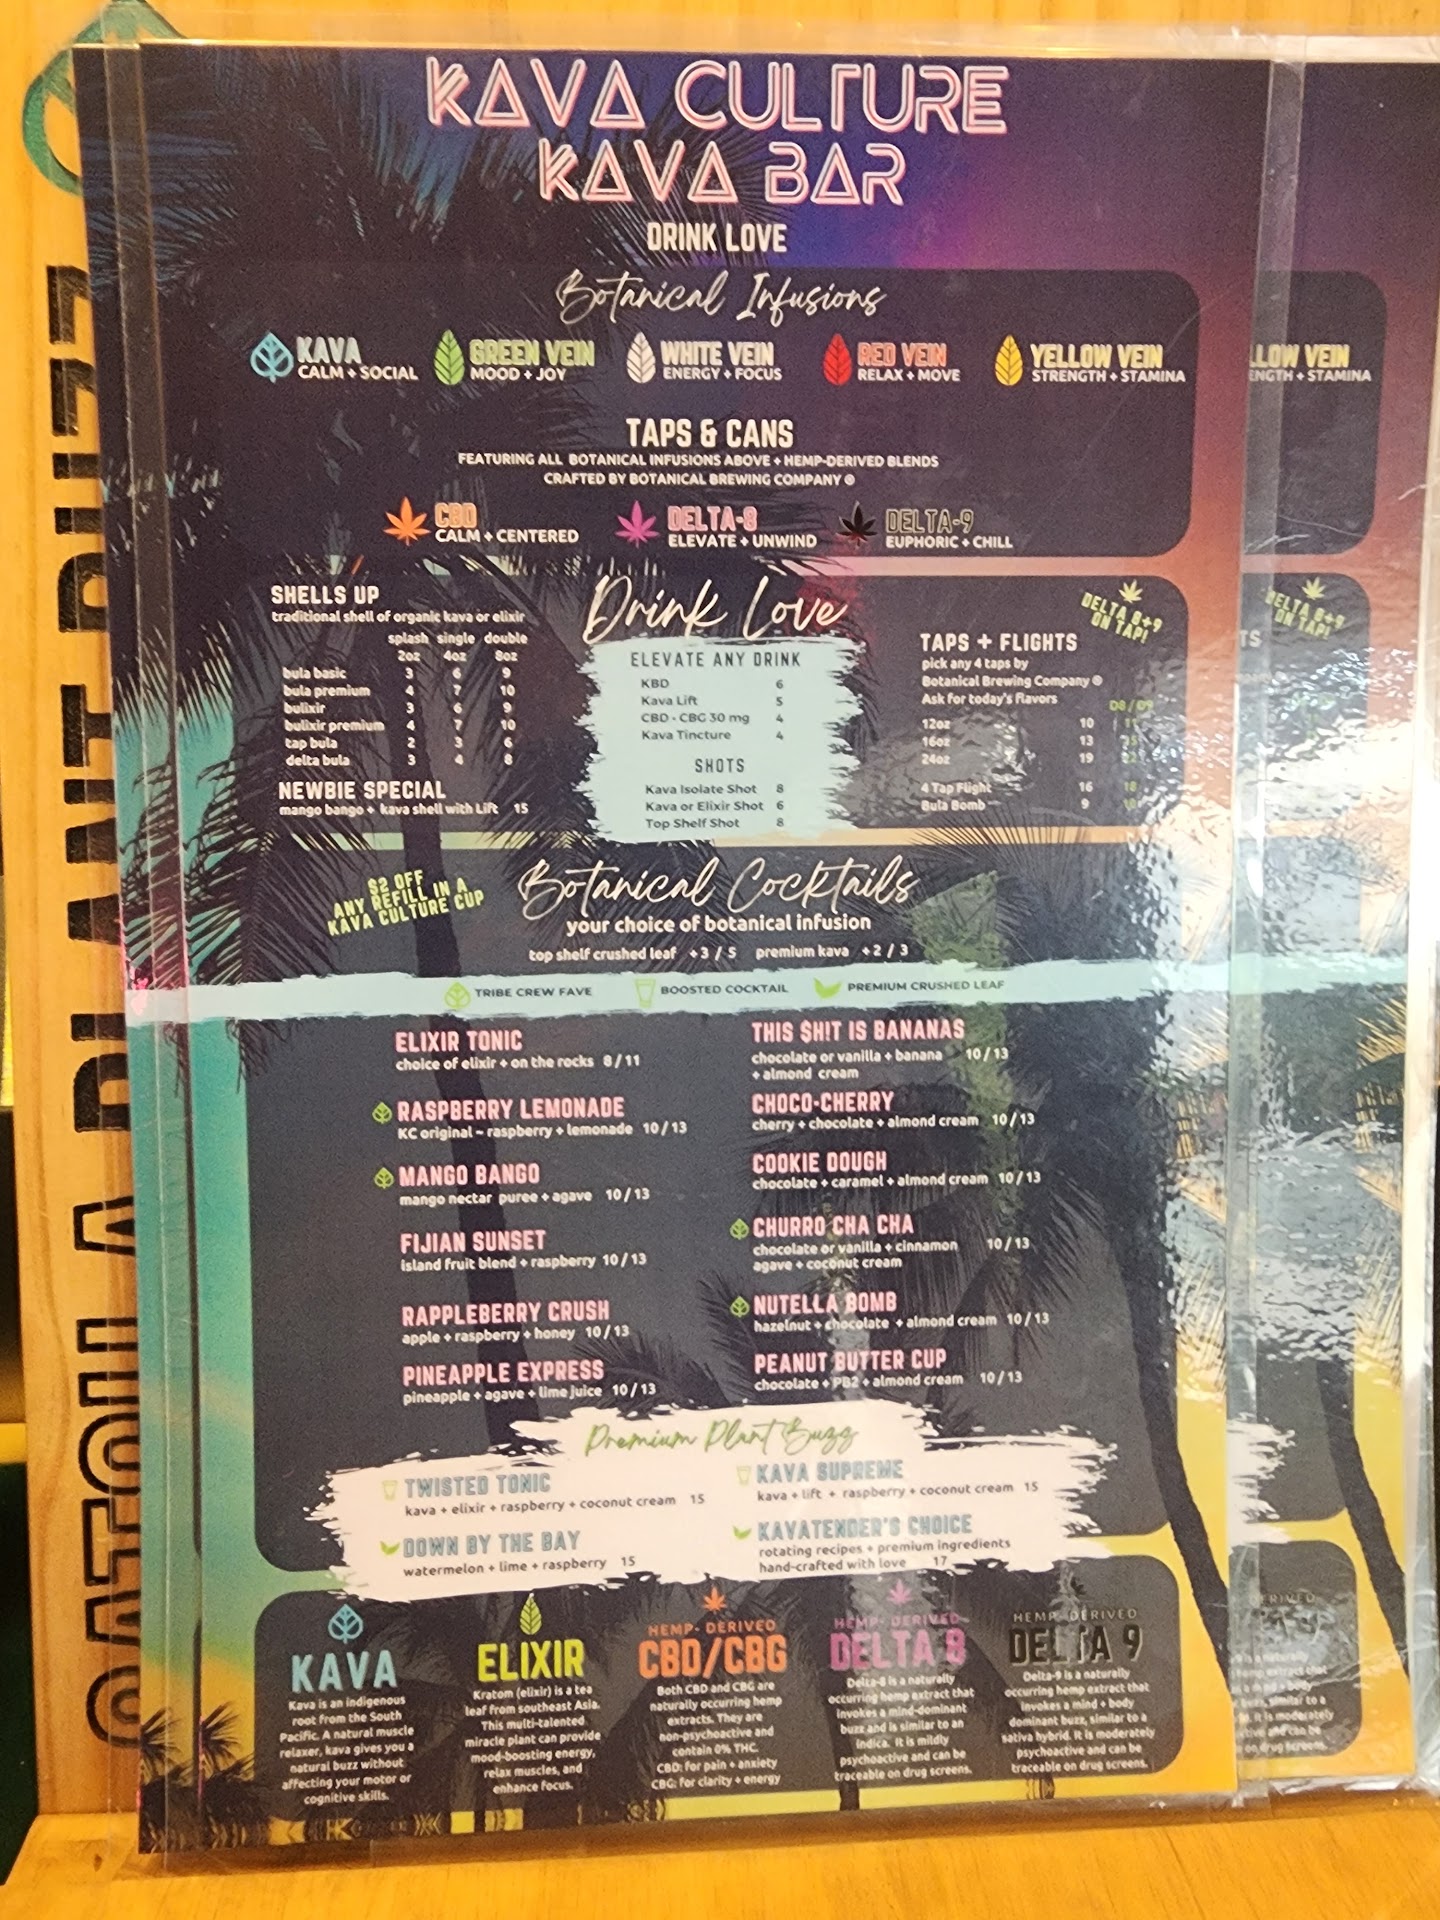 KAVA CULTURE
KAVA BAR
DRINK LOVE
Botanical Infusions
KAVA
CALM + SOCIAL
GREEN VEIN
MOOD + JOY
WHITE VEIN
ENERGY + FOCUS
RED VEIN
RELAX + MOVE
YELLOW VEIN
STRENGTH + STAMINA
TAPS & CANS
FEATURING ALL BOTANICAL INFUSIONS ABOVE + HEMP-DERIVED BLENDS
CRAFTED BY BOTANICAL BREWING COMPANY ®
CBD
CALM + CENTERED
DELTA-8
ELEVATE + UNWIND
DELTA-9
EUPHORIC + CHILL
SHELLS UP
traditional shell of organic kava or elixir
splash single double
2oz 4oz 8oz
bula basic 3 6 9
bula premium 4 7 10
bulixir 3 6 9
bulixir premium 4 7 10
tap bula 2 3 6
delta bula 3 4 8
NEWBIE SPECIAL
mango bango + kava shell with Lift 15
Drink Love
ELEVATE ANY DRINK
KBD 6
Kava Lift 5
CBD - CBG 30 mg 4
Kava Tincture 4
SHOTS
Kava Isolate Shot 8
Kava or Elixir Shot 6
Top Shelf Shot 8
DELTA 8+9
ON TAP!
TAPS + FLIGHTS
pick any 4 taps by
Botanical Brewing Company ®
Ask for today's flavors
D8 / D9
12oz 10
16oz 13
24oz 19
4 Tap Flight 16 18
Bula Bomb 9
$2 OFF
ANY REFILL IN A
KAVA CULTURE CUP
Botanical Cocktails
your choice of botanical infusion
top shelf crushed leaf +3 / 5 premium kava +2 / 3
TRIBE CREW FAVE BOOSTED COCKTAIL PREMIUM CRUSHED LEAF
ELIXIR TONIC
choice of elixir + on the rocks 8 / 11
RASPBERRY LEMONADE
KC original ~ raspberry + lemonade 10 / 13
MANGO BANGO
mango nectar puree + agave 10 / 13
FIJIAN SUNSET
island fruit blend + raspberry 10 / 13
RAPPLEBERRY CRUSH
apple + raspberry + honey 10 / 13
PINEAPPLE EXPRESS
pineapple + agave + lime juice 10 / 13
THIS $H!T IS BANANAS
chocolate or vanilla + banana 10 / 13
+ almond cream
CHOCO-CHERRY
cherry + chocolate + almond cream 10 / 13
COOKIE DOUGH
chocolate + caramel + almond cream 10 / 13
CHURRO CHA CHA
chocolate or vanilla + cinnamon 10 / 13
agave + coconut cream
NUTELLA BOMB
hazelnut + chocolate + almond cream 10 / 13
PEANUT BUTTER CUP
chocolate + PB2 + almond cream 10 / 13
Premium Plant Buzz
TWISTED TONIC
kava + elixir + raspberry + coconut cream 15
DOWN BY THE BAY
watermelon + lime + raspberry 15
KAVA SUPREME
kava + lift + raspberry + coconut cream 15
KAVATENDER'S CHOICE
rotating recipes + premium ingredients
hand-crafted with love 17
KAVA
Kava is an indigenous
root from the South
Pacific. A natural muscle
relaxer, kava gives you a
natural buzz without
affecting your motor or
cognitive skills.
ELIXIR
Kratom (elixir) is a tea
leaf from southeast Asia.
This multi-talented
miracle plant can provide
mood-boosting energy,
relax muscles, and
enhance focus.
HEMP- DERIVED
CBD/CBG
Both CBD and CBG are
naturally occurring hemp
extracts. They are
non-psychoactive and
contain 0% THC.
CBD: for pain + anxiety
CBG: for clarity + energy
HEMP- DERIVED
DELTA 8
Delta-8 is a naturally
occurring hemp extract that
invokes a mind-dominant
buzz and is similar to an
indica. It is mildly
psychoactive and can be
traceable on drug screens.
HEMP- DERIVED
DELTA 9
Delta-9 is a naturally
occurring hemp extract that
invokes a mind + body
dominant buzz, similar to a
sativa hybrid. It is moderately
psychoactive and can be
traceable on drug screens.
LLOW VEIN
ENGTH + STAMINA
DELTA 8+9
ON TAP!
TS